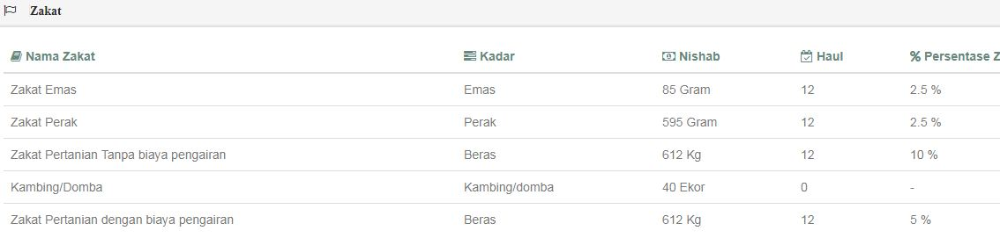 Zakat
Nama Zakat Kadar Nishab Haul % Persentase Z
Zakat Emas Emas 85 Gram 12 2.5 %
Zakat Perak Perak 595 Gram 12 2.5 %
Zakat Pertanian Tanpa biaya pengairan Beras 612 Kg 12 10 %
Kambing/Domba Kambing/domba 40 Ekor 0 -
Zakat Pertanian dengan biaya pengairan Beras 612 Kg 12 5 %